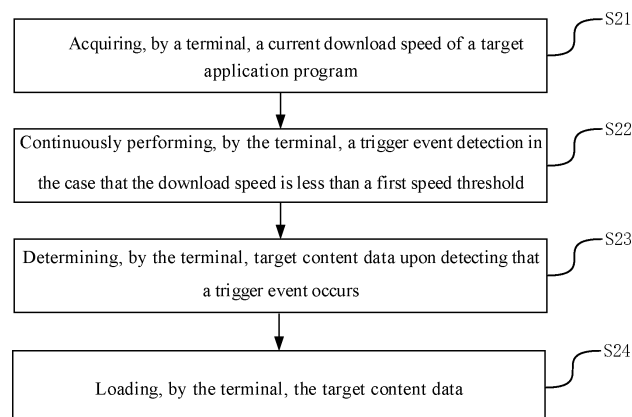 S21
Acquiring, by a terminal, a current download speed of a target
application program
S22
Continuously performing, by the terminal, a trigger event detection in
the case that the download speed is less than a first speed threshold
S23
Determining, by the terminal, target content data upon detecting that
a trigger event occurs
S24
Loading, by the terminal, the target content data